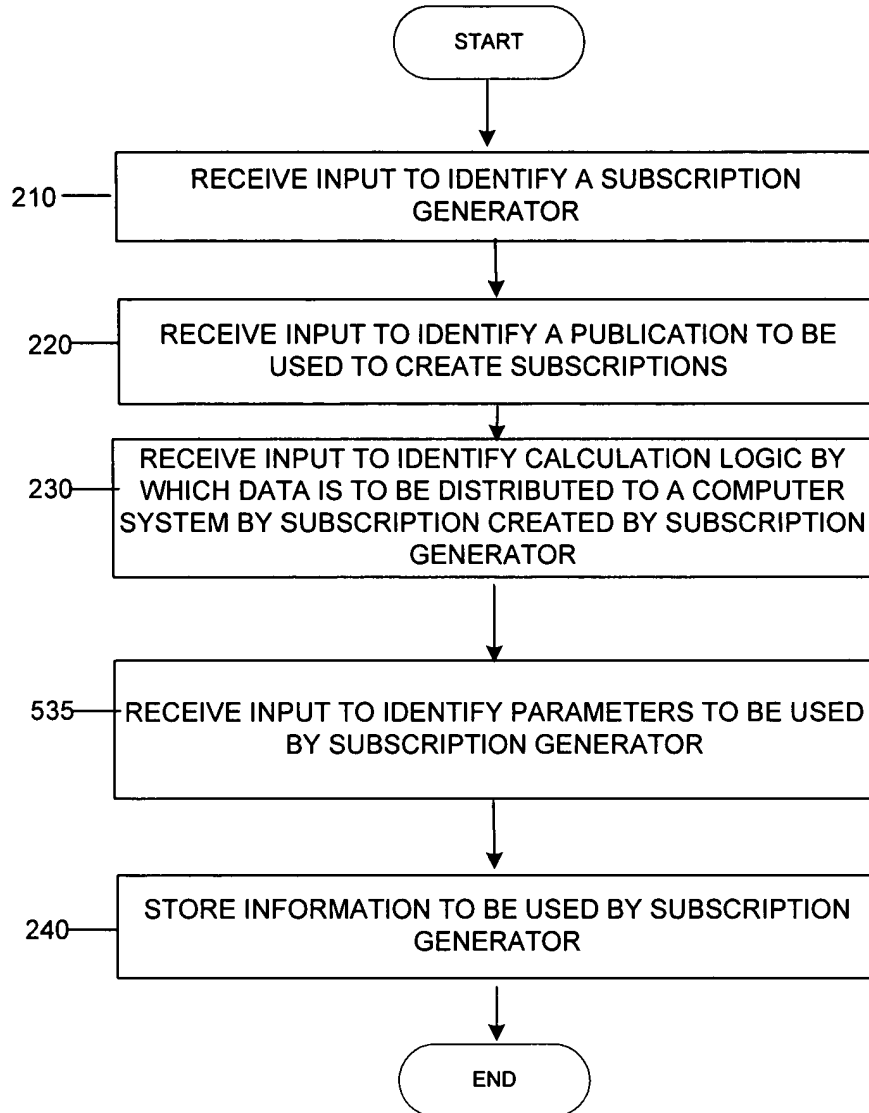 START
210
RECEIVE INPUT TO IDENTIFY A SUBSCRIPTION
GENERATOR
220
RECEIVE INPUT TO IDENTIFY A PUBLICATION TO BE
USED TO CREATE SUBSCRIPTIONS
230
RECEIVE INPUT TO IDENTIFY CALCULATION LOGIC BY
WHICH DATA IS TO BE DISTRIBUTED TO A COMPUTER
SYSTEM BY SUBSCRIPTION CREATED BY SUBSCRIPTION
GENERATOR
535
RECEIVE INPUT TO IDENTIFY PARAMETERS TO BE USED
BY SUBSCRIPTION GENERATOR
240
STORE INFORMATION TO BE USED BY SUBSCRIPTION
GENERATOR
END